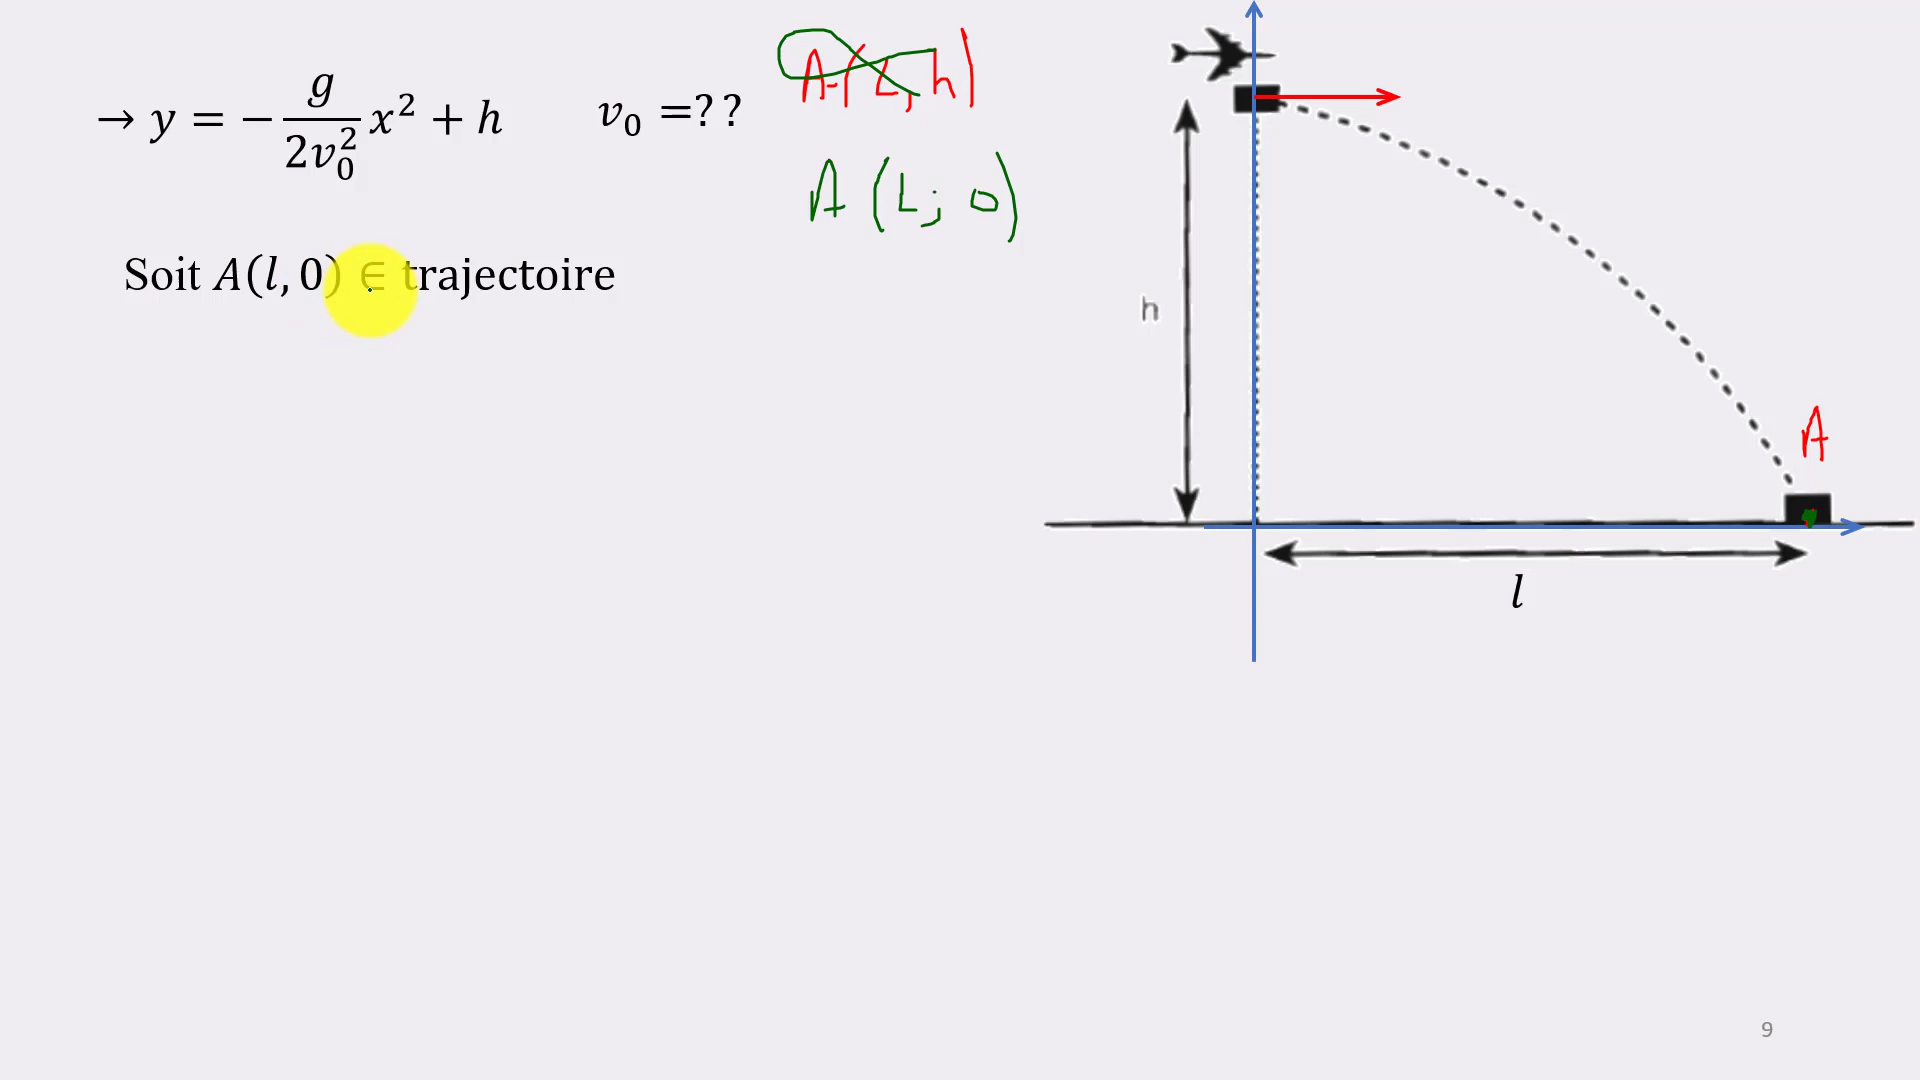 → y = − g/2v₀² x² + h
v₀ =??
A (L; 0)
Soit A(l, 0) ∈ trajectoire
h
A
l
9